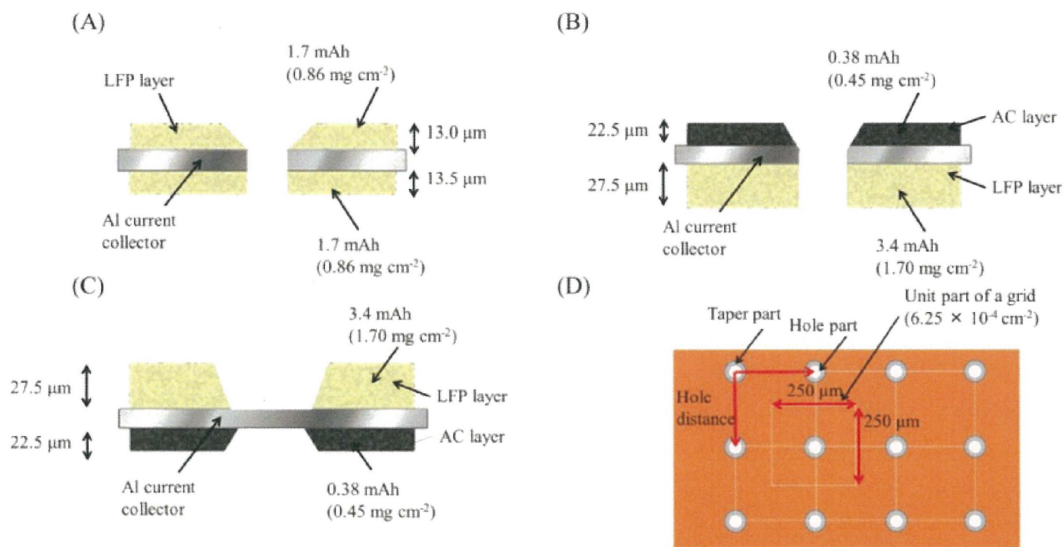 (A)
1.7 mAh
(0.86 mg cm-2)
LFP layer
13.0 μm
13.5 μm
Al current
collector
1.7 mAh
(0.86 mg cm-2)
(B)
0.38 mAh
(0.45 mg cm-2)
AC layer
22.5 μm
27.5 μm
LFP layer
Al current
collector
3.4 mAh
(1.70 mg cm-2)
(C)
3.4 mAh
(1.70 mg cm-2)
27.5 μm
LFP layer
22.5 μm
AC layer
Al current
collector
0.38 mAh
(0.45 mg cm-2)
(D)
Unit part of a grid
(6.25 × 10-4 cm-2)
Taper part
Hole part
Hole
distance
250 μm
250 μm